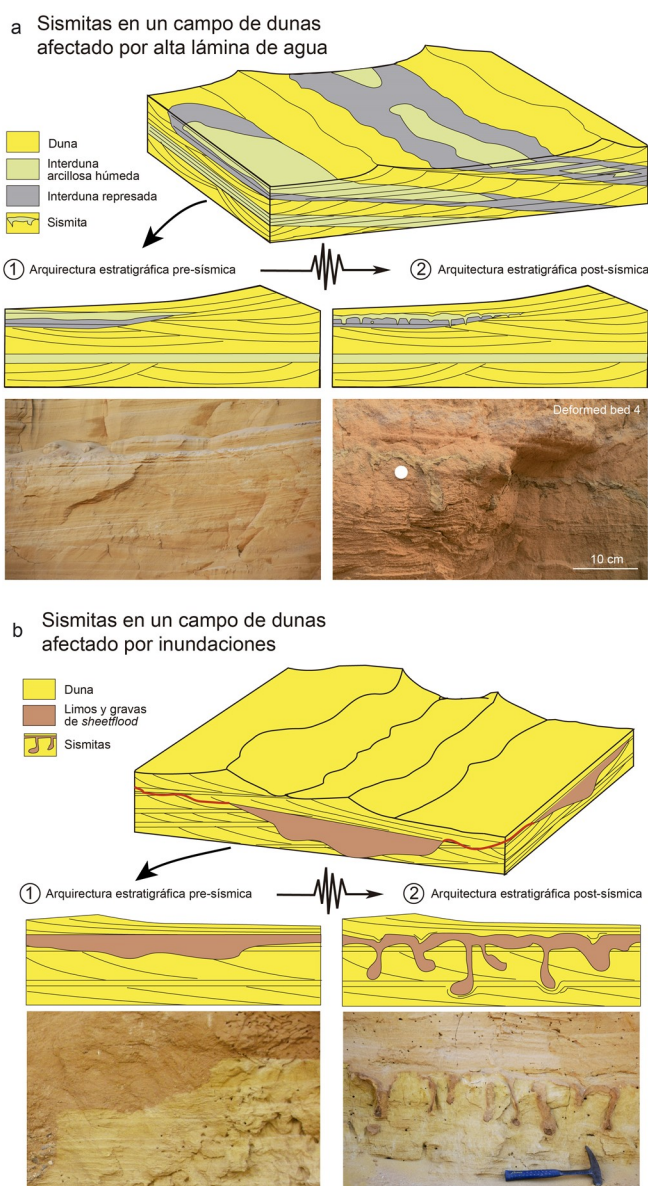 a Sismitas en un campo de dunas
afectado por alta lámina de agua
Duna
Interduna
arcillosa húmeda
Interduna represada
Sismita
1 Arquirectura estratigráfica pre-sísmica
2 Arquitectura estratigráfica post-sísmica
Deformed bed 4
10 cm
b Sismitas en un campo de dunas
afectado por inundaciones
Duna
Limos y gravas
de sheetflood
Sismitas
1 Arquirectura estratigráfica pre-sísmica
2 Arquitectura estratigráfica post-sísmica